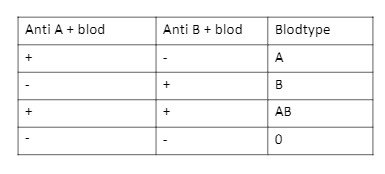 Anti A + blod Anti B + blod Blodtype
+ - A
- + B
+ + AB
- - 0